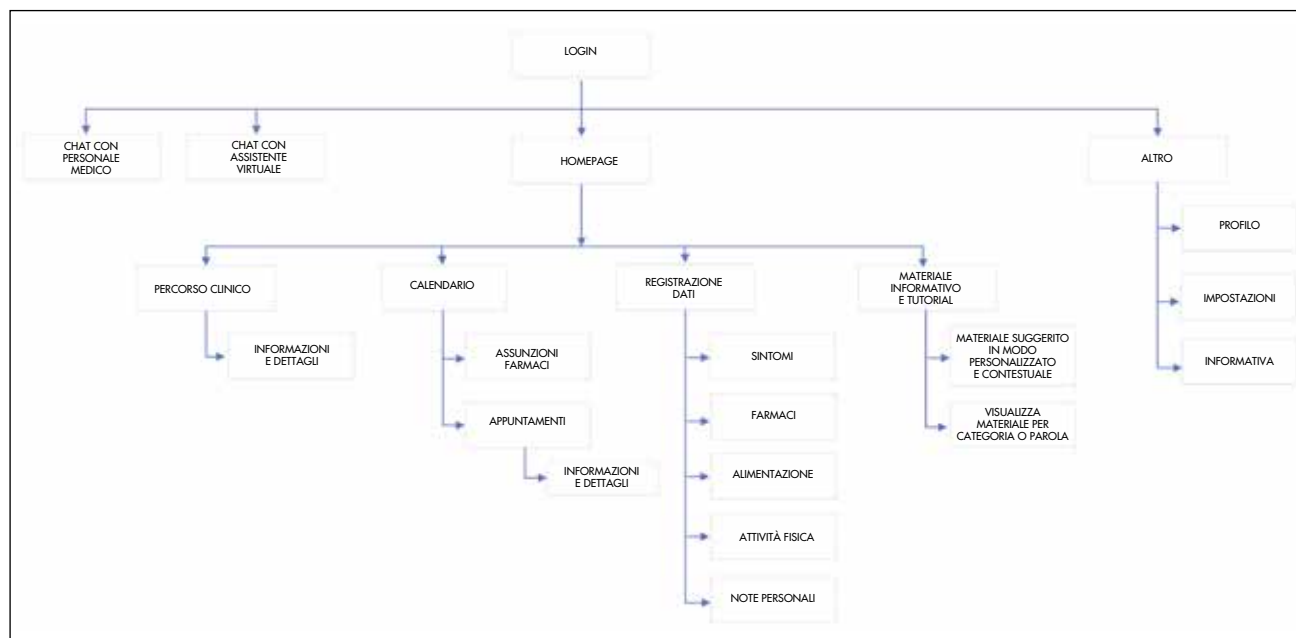 LOGIN
CHAT CON
PERSONALE
MEDICO
CHAT CON
ASSISTENTE
VIRTUALE
HOMEPAGE
ALTRO
PROFILO
IMPOSTAZIONI
INFORMATIVA
PERCORSO CLINICO
INFORMAZIONI
E DETTAGLI
CALENDARIO
ASSUNZIONI
FARMACI
APPUNTAMENTI
INFORMAZIONI
E DETTAGLI
REGISTRAZIONE
DATI
SINTOMI
FARMACI
ALIMENTAZIONE
ATTIVITÀ FISICA
NOTE PERSONALI
MATERIALE
INFORMATIVO
E TUTORIAL
MATERIALE SUGGERITO
IN MODO
PERSONALIZZATO
E CONTESTUALE
VISUALIZZA
MATERIALE PER
CATEGORIA O PAROLA